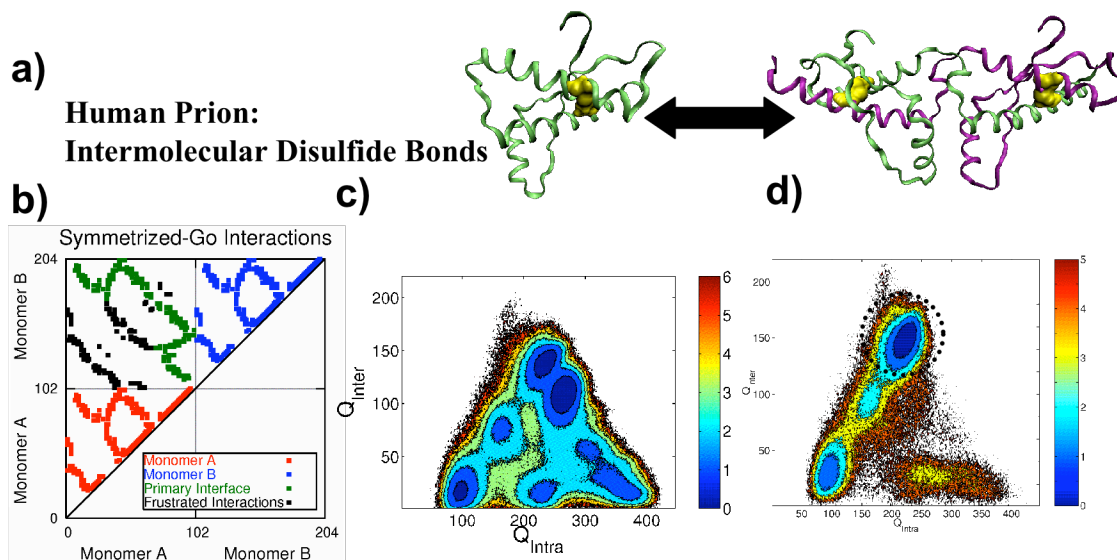 a)
Human Prion:
Intermolecular Disulfide Bonds
b)
c)
d)
Symmetrized-Go Interactions
204
Monomer B
102
Monomer A
0
Monomer A
Monomer B
Primary Interface
Frustrated Interactions
0
102
204
Monomer A
Monomer B
200
150
100
50
Q_Inter
100
200
300
400
Q_Intra
6
5
4
3
2
1
0
200
150
100
50
50
100
150
200
250
300
350
400
Q_Intra
5
4
3
2
1
0